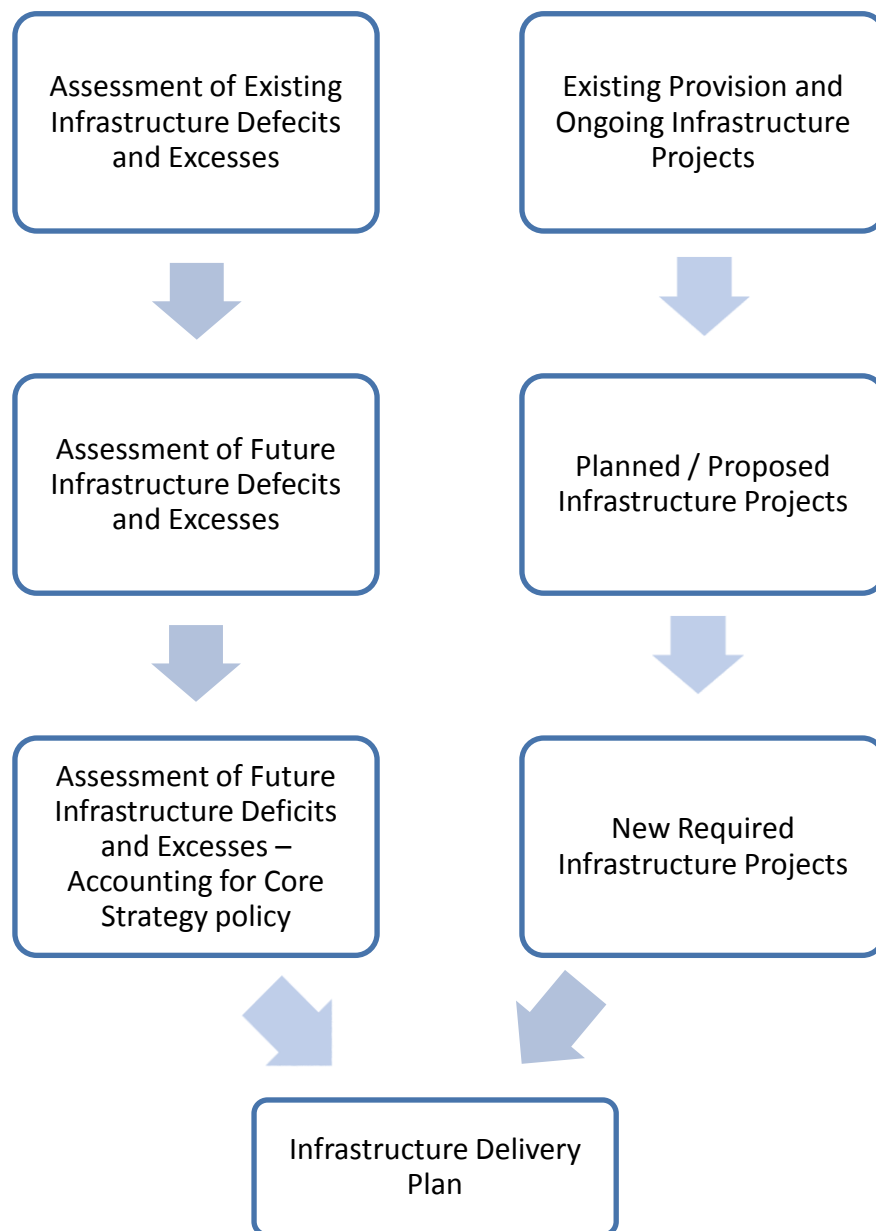 Assessment of Existing
Infrastructure Defecits
and Excesses
Existing Provision and
Ongoing Infrastructure
Projects
Assessment of Future
Infrastructure Defecits
and Excesses
Planned / Proposed
Infrastructure Projects
Assessment of Future
Infrastructure Deficits
and Excesses –
Accounting for Core
Strategy policy
New Required
Infrastructure Projects
Infrastructure Delivery
Plan